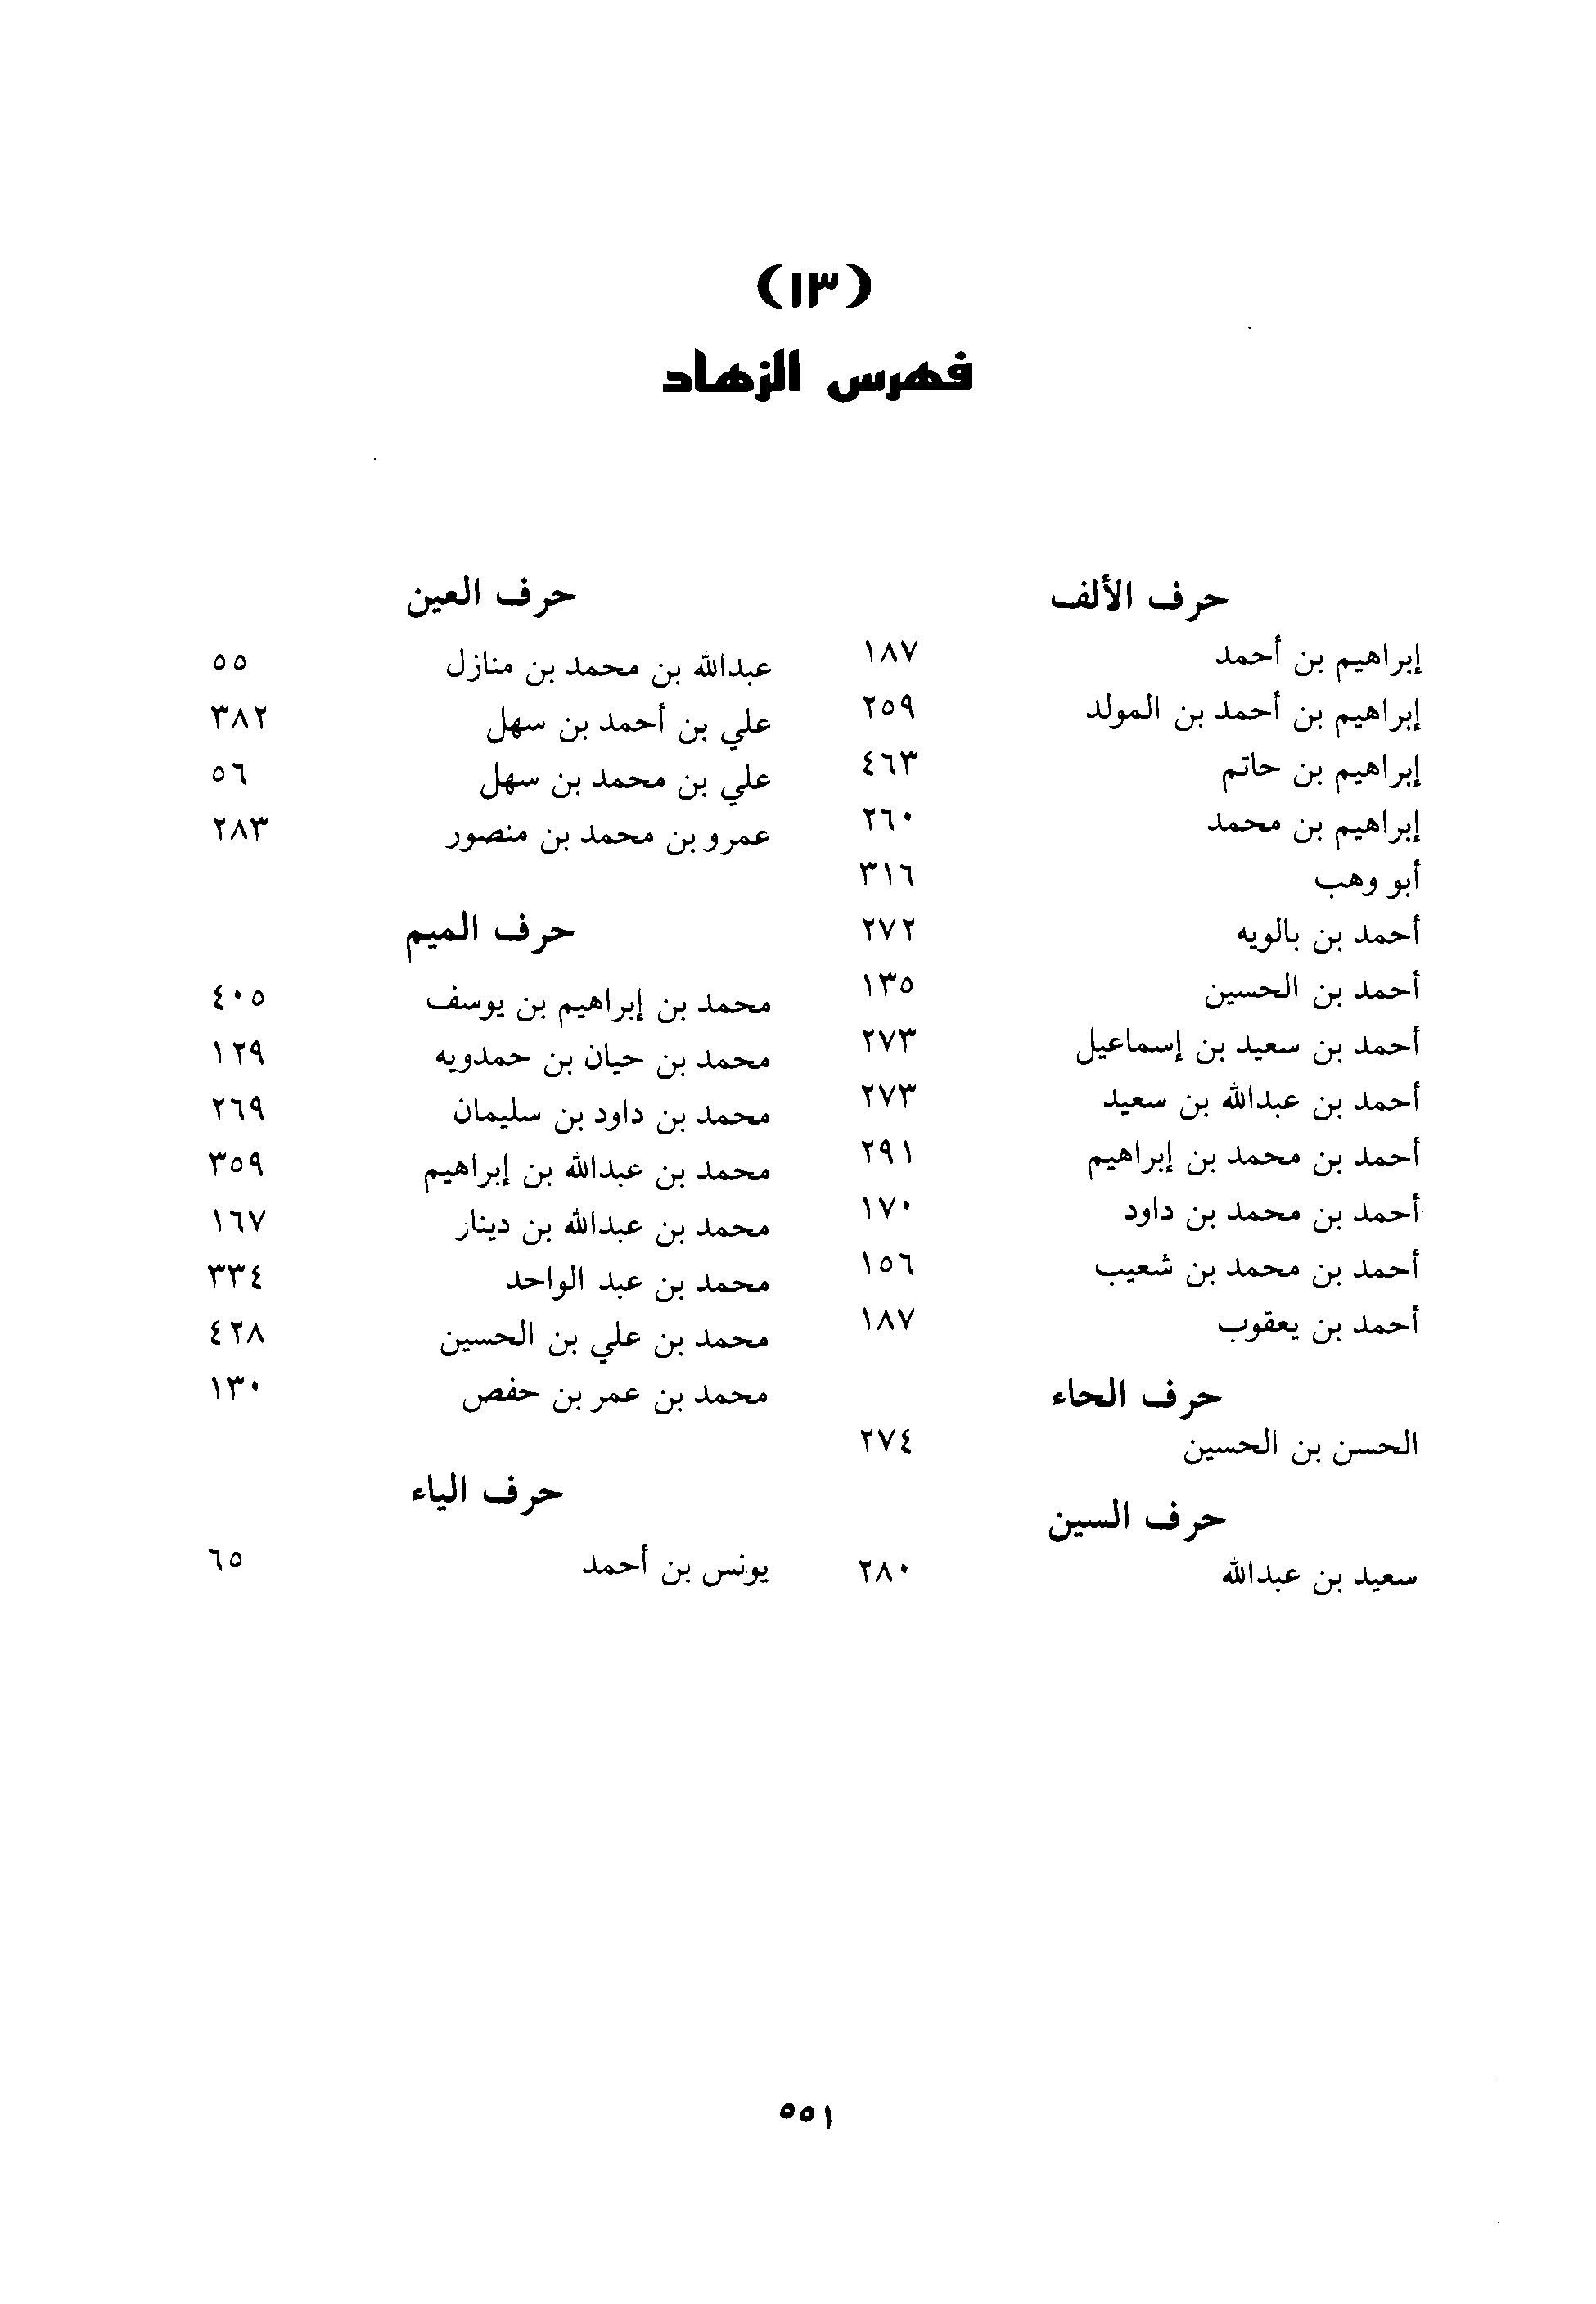 (١٣)
فهرس الزهاد
حرف الألف
إبراهيم بن أحمد ١٨٧
إبراهيم بن أحمد بن المولد ٢٥٩
إبراهيم بن حاتم ٤٦٣
إبراهيم بن محمد ٢٦٠
أبو وهب ٣١٦
أحمد بن بالويه ٢٧٢
أحمد بن الحسين ١٣٥
أحمد بن سعيد بن إسماعيل ٢٧٣
أحمد بن عبدالله بن سعيد ٢٧٣
أحمد بن محمد بن إبراهيم ٢٩١
أحمد بن محمد بن داود ١٧٠
أحمد بن محمد بن شعيب ١٥٦
أحمد بن يعقوب ١٨٧
حرف الحاء
الحسن بن الحسين ٢٧٤
حرف السين
سعيد بن عبدالله ٢٨٠
حرف العين
عبدالله بن محمد بن منازل ٥٥
علي بن أحمد بن سهل ٣٨٢
علي بن محمد بن سهل ٥٦
عمرو بن محمد بن منصور ٢٨٣
حرف الميم
محمد بن إبراهيم بن يوسف ٤٠٥
محمد بن حيان بن حمدويه ١٢٩
محمد بن داود بن سليمان ٢٦٩
محمد بن عبدالله بن إبراهيم ٣٥٩
محمد بن عبدالله بن دينار ١٦٧
محمد بن عبد الواحد ٣٣٤
محمد بن علي بن الحسين ٤٢٨
محمد بن عمر بن حفص ١٣٠
حرف الياء
يونس بن أحمد ٦٥
٥٥١